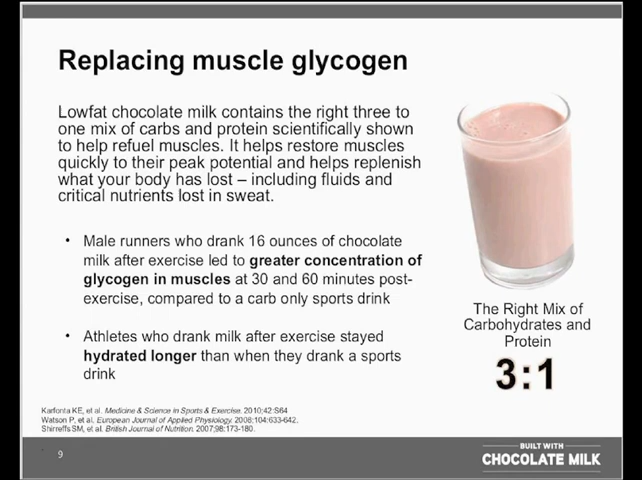 Replacing muscle glycogen
Lowfat chocolate milk contains the right three to
one mix of carbs and protein scientifically shown
to help refuel muscles. It helps restore muscles
quickly to their peak potential and helps replenish
what your body has lost – including fluids and
critical nutrients lost in sweat.
• Male runners who drank 16 ounces of chocolate
milk after exercise led to greater concentration of
glycogen in muscles at 30 and 60 minutes post-
exercise, compared to a carb only sports drink
• Athletes who drank milk after exercise stayed
hydrated longer than when they drank a sports
drink
The Right Mix of
Carbohydrates and
Protein
3:1
Karfonta KE, et al. Medicine & Science in Sports & Exercise. 2010;42:S64
Watson P, et al. European Journal of Applied Physiology. 2008;104:633-642.
Shirreffs SM, et al. British Journal of Nutrition. 2007;98:173-180.
9
BUILT WITH
CHOCOLATE MILK